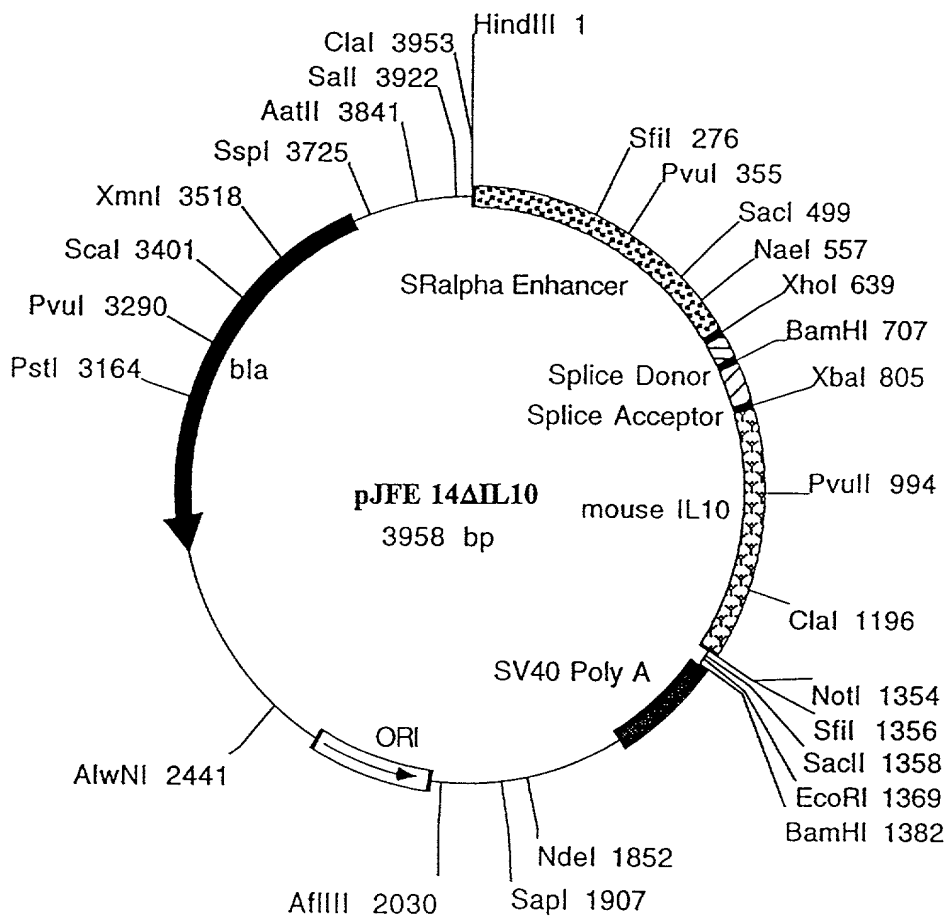 HindIII 1
ClaI 3953
SalI 3922
AatII 3841
SspI 3725
XmnI 3518
ScaI 3401
PvuI 3290
PstI 3164
bla
SfiI 276
PvuI 355
SacI 499
NaeI 557
XhoI 639
BamHI 707
XbaI 805
SRalpha Enhancer
Splice Donor
Splice Acceptor
pJFE 14ΔIL10
3958 bp
mouse IL10
PvuII 994
ClaI 1196
SV40 Poly A
NotI 1354
SfiI 1356
SacII 1358
EcoRI 1369
BamHI 1382
ORI
AlwNI 2441
NdeI 1852
AflIII 2030
SapI 1907